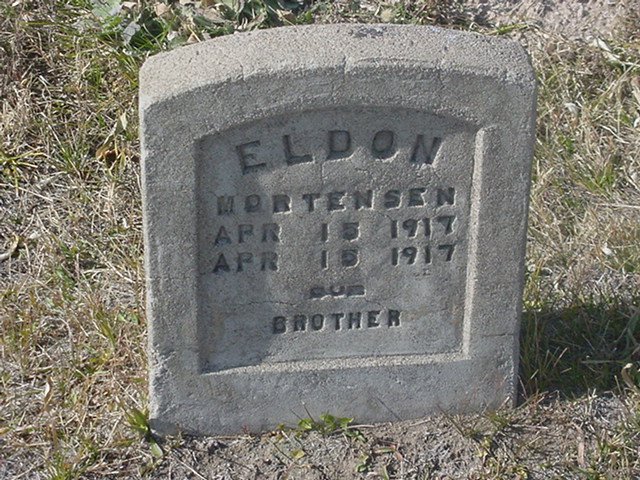 ELDON
MORTENSEN
APR 15 1917
APR 15 1917
OUR
BROTHER